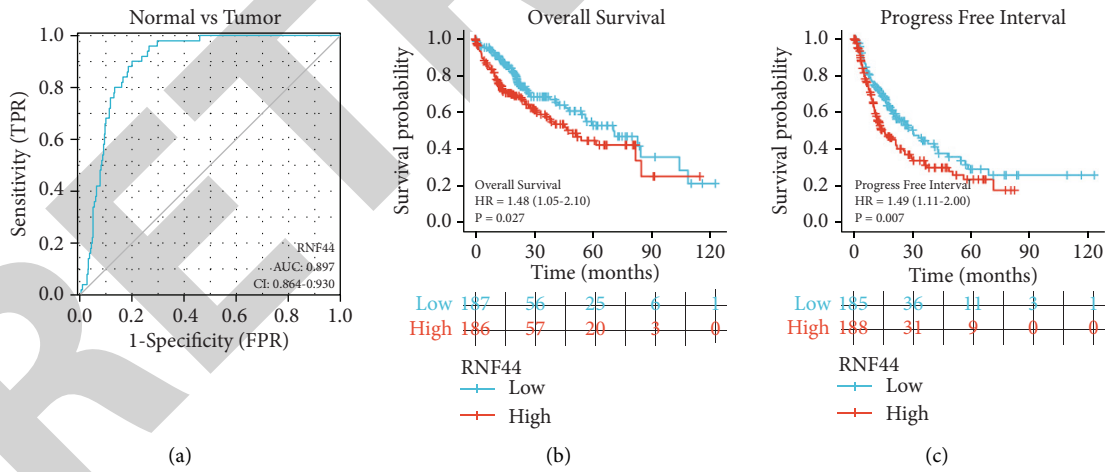 Normal vs Tumor
Sensitivity (TPR)
1.0
0.8
0.6
0.4
0.2
0.0
RNF44
AUC: 0.897
CI: 0.864-0.930
0.0 0.2 0.4 0.6 0.8 1.0
1-Specificity (FPR)
(a)
Overall Survival
Survival probability
1.0
0.8
0.6
0.4
0.2
0.0
Overall Survival
HR = 1.48 (1.05-2.10)
P = 0.027
0 30 60 90 120
Time (months)
Low 187 56 25 6 1
High 186 57 20 3 0
RNF44
Low
High
(b)
Progress Free Interval
Survival probability
1.0
0.8
0.6
0.4
0.2
0.0
Progress Free Interval
HR = 1.49 (1.11-2.00)
P = 0.007
0 30 60 90 120
Time (months)
Low 185 36 11 3 1
High 188 31 9 0 0
RNF44
Low
High
(c)
RETR